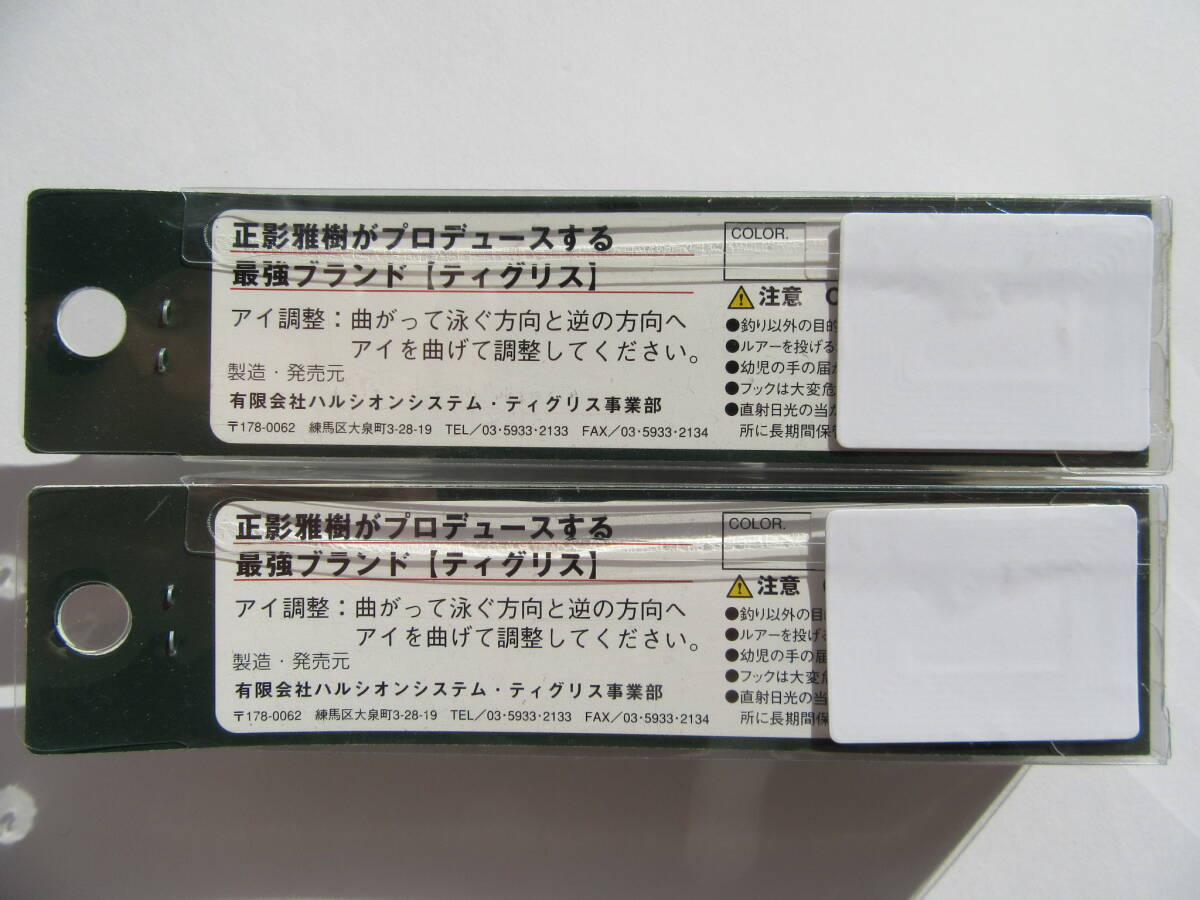 正影雅樹がプロデュースする
最強ブランド【ティグリス】
アイ調整：曲がって泳ぐ方向と逆の方向へ
アイを曲げて調整してください。
製造・発売元
有限会社ハルシオンシステム・ティグリス事業部
〒178-0062 練馬区大泉町3-28-19 TEL／03・5933・2133 FAX／03・5933・2134
COLOR.
注意
●釣り以外の目的
●ルアーを投げる
●幼児の手の届
●フックは大変危
●直射日光の当
所に長期間保管
正影雅樹がプロデュースする
最強ブランド【ティグリス】
アイ調整：曲がって泳ぐ方向と逆の方向へ
アイを曲げて調整してください。
製造・発売元
有限会社ハルシオンシステム・ティグリス事業部
〒178-0062 練馬区大泉町3-28-19 TEL／03・5933・2133 FAX／03・5933・2134
COLOR.
注意
●釣り以外の目
●ルアーを投げ
●幼児の手の届
●フックは大変
●直射日光の当
所に長期間保